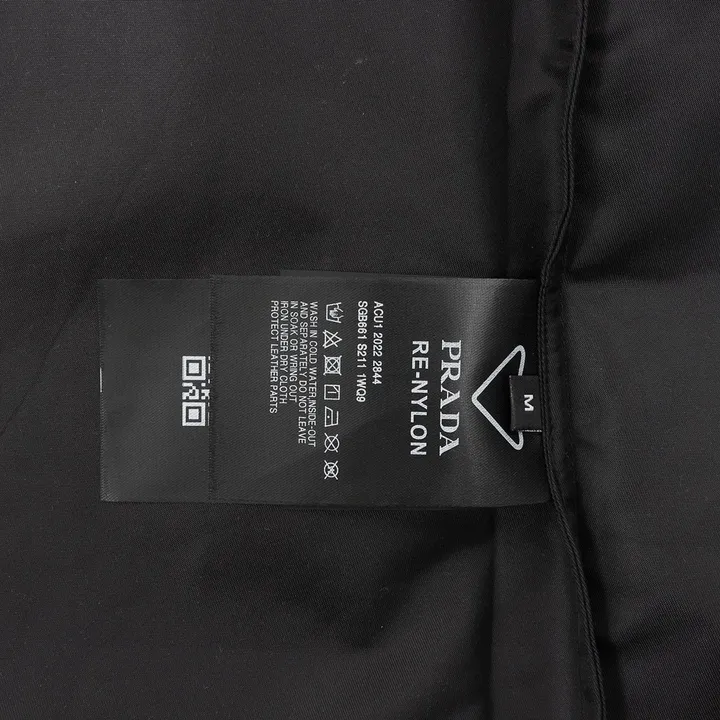 M
PRADA
RE-NYLON
ACU1 2022 2844
SGB661 S211 1WQ9
WASH IN COLD WATER,INSIDE-OUT
AND SEPARATELY DO NOT LEAVE
IN SOAK OR WRING OUT
IRON UNDER DRY CLOTH
PROTECT LEATHER PARTS